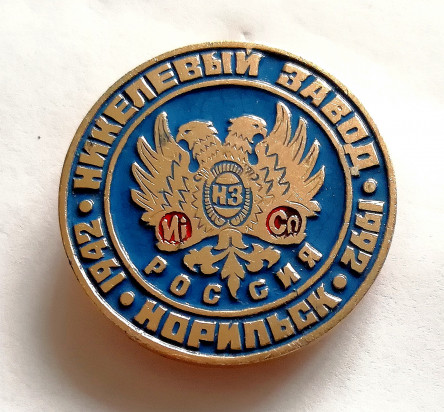 НИКЕЛЕВЫЙ ЗАВОД
1942 • НОРИЛЬСК • 1992
НЗ
Ni Co
РОССИЯ